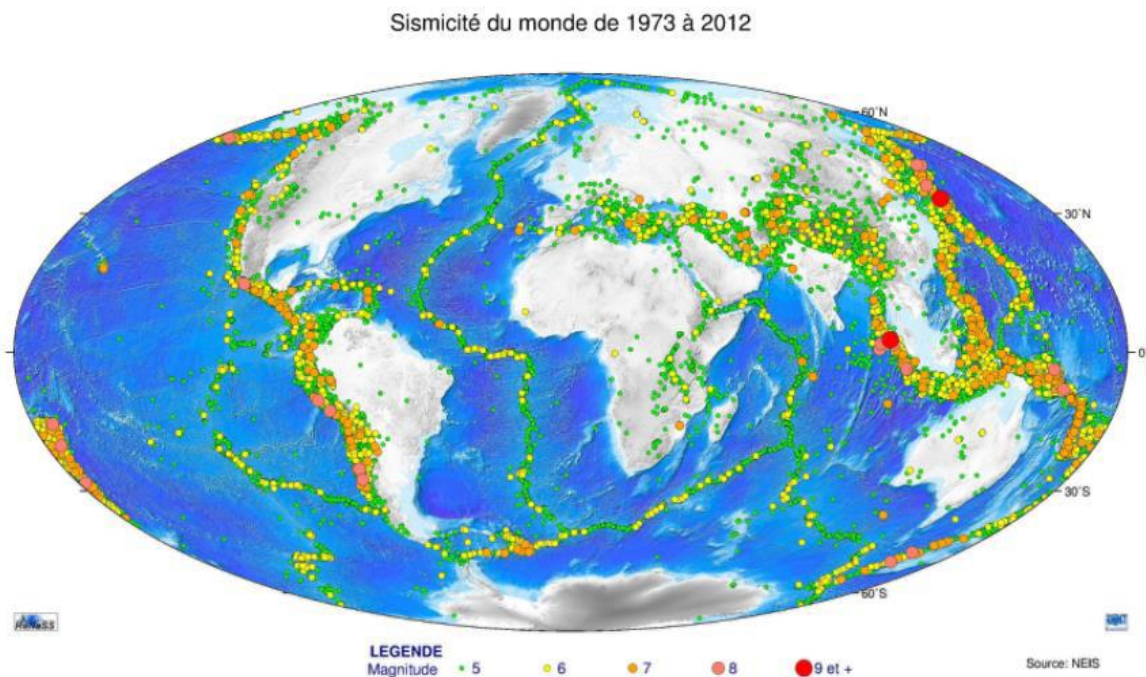 Sismicité du monde de 1973 à 2012
60°N
30°N
0°
30°S
60°S
LEGENDE
Magnitude 5 6 7 8 9 et +
Source: NEIS